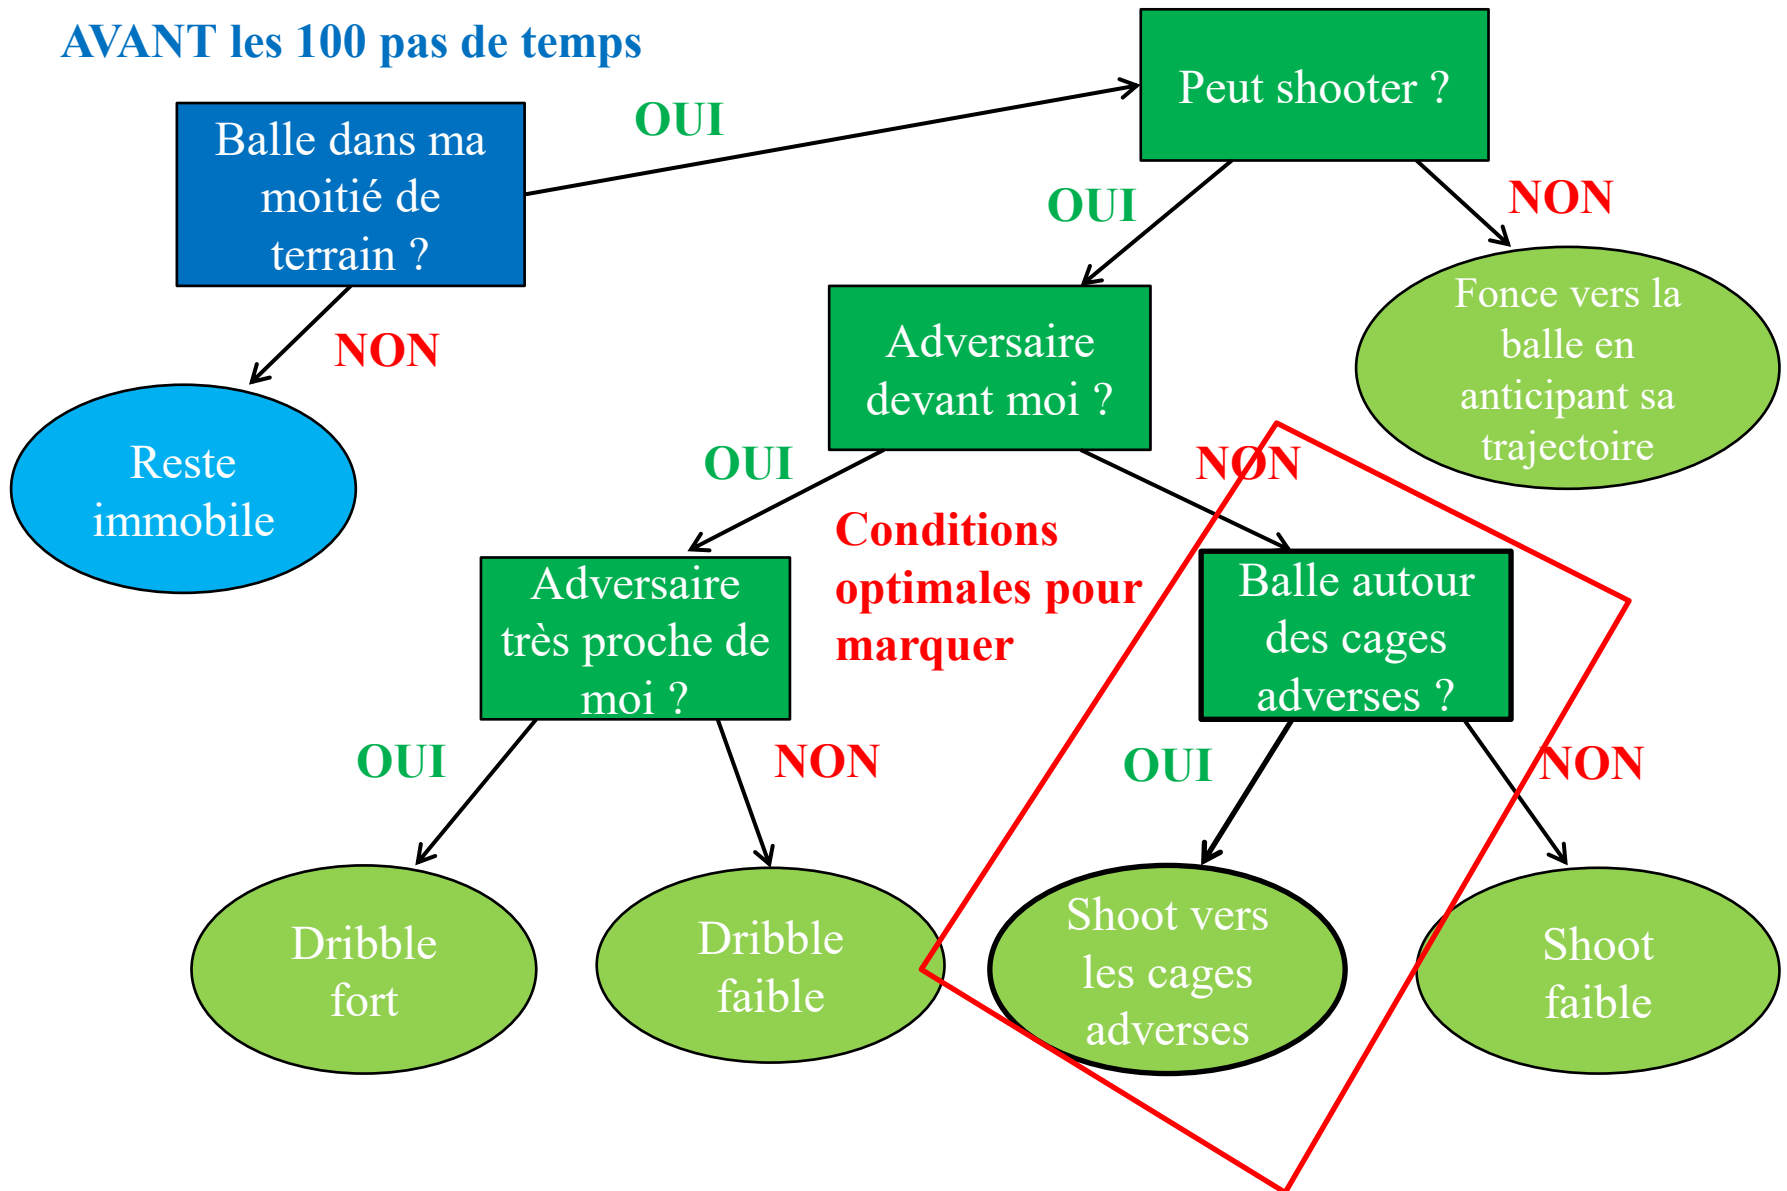 AVANT les 100 pas de temps
Peut shooter ?
OUI
Balle dans ma
moitié de
terrain ?
OUI
NON
NON
Fonce vers la
balle en
anticipant sa
trajectoire
Adversaire
devant moi ?
Reste
immobile
OUI
NON
Conditions
optimales pour
marquer
Adversaire
très proche de
moi ?
Balle autour
des cages
adverses ?
OUI
NON
OUI
NON
Dribble
fort
Dribble
faible
Shoot vers
les cages
adverses
Shoot
faible